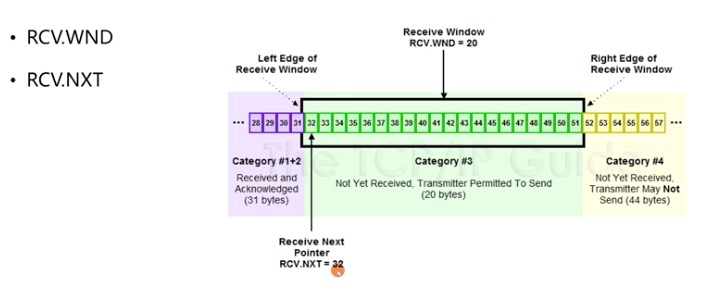 • RCV.WND
• RCV.NXT
Receive Window
RCV.WND = 20
Left Edge of
Receive Window
Right Edge of
Receive Window
••• 28 29 30 31 32 33 34 35 36 37 38 39 40 41 42 43 44 45 46 47 48 49 50 51 52 53 54 55 56 57 •••
The TCP/IP Guide
Category #1+2
Received and
Acknowledged
(31 bytes)
Category #3
Not Yet Received, Transmitter Permitted To Send
(20 bytes)
Category #4
Not Yet Received,
Transmitter May Not
Send (44 bytes)
Receive Next
Pointer
RCV.NXT = 32